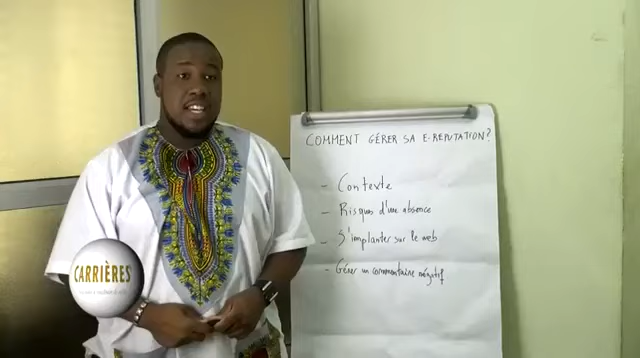 COMMENT GÉRER SA E-REPUTATION?
- Contexte
- Risques d'une absence
- S'implanter sur le web
- Gérer un commentaire négatif
CARRIÈRES